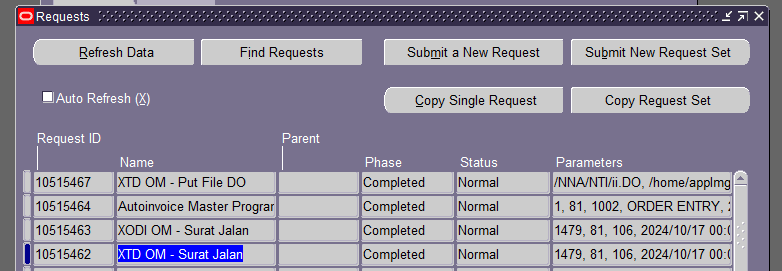 Requests
Refresh Data Find Requests Submit a New Request Submit New Request Set
Auto Refresh (X)
Copy Single Request Copy Request Set
Request ID Parent
Name Phase Status Parameters
10515467 XTD OM - Put File DO Completed Normal /NNA/NTI/ii.DO, /home/applmg
10515464 Autoinvoice Master Progran Completed Normal 1, 81, 1002, ORDER ENTRY, 2
10515463 XODI OM - Surat Jalan Completed Normal 1479, 81, 106, 2024/10/17 00:0
10515462 XTD OM - Surat Jalan Completed Normal 1479, 81, 106, 2024/10/17 00:0